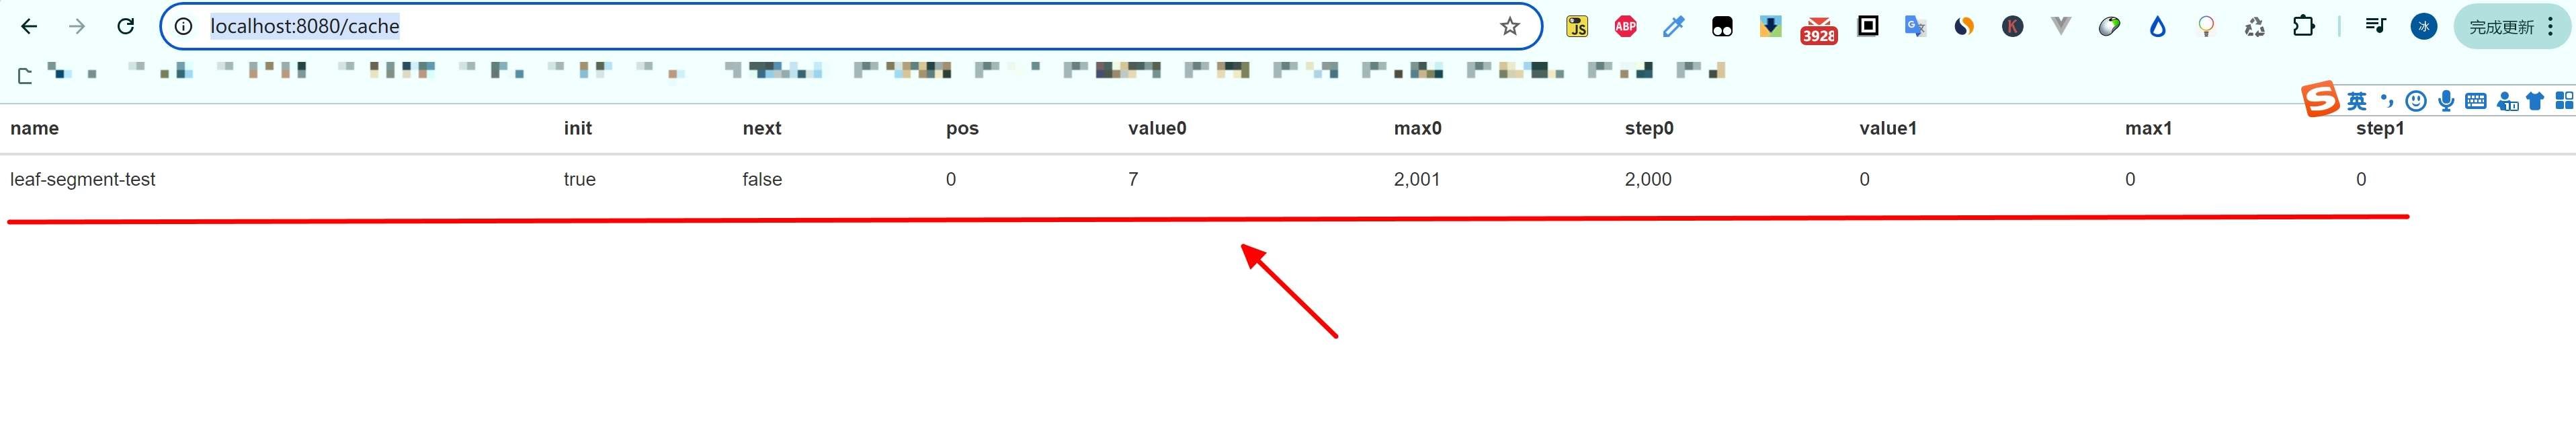 localhost:8080/cache
JS
ABP
3928
G
K
冰
完成更新
英
name init next pos value0 max0 step0 value1 max1 step1
leaf-segment-test true false 0 7 2,001 2,000 0 0 0